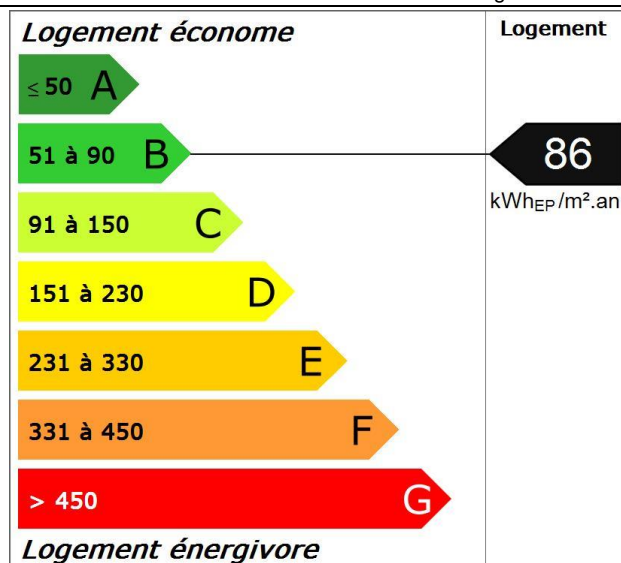 Logement économe
Logement
≤ 50 A
51 à 90 B
86
kWhEP/m².an
91 à 150 C
151 à 230 D
231 à 330 E
331 à 450 F
> 450 G
Logement énergivore